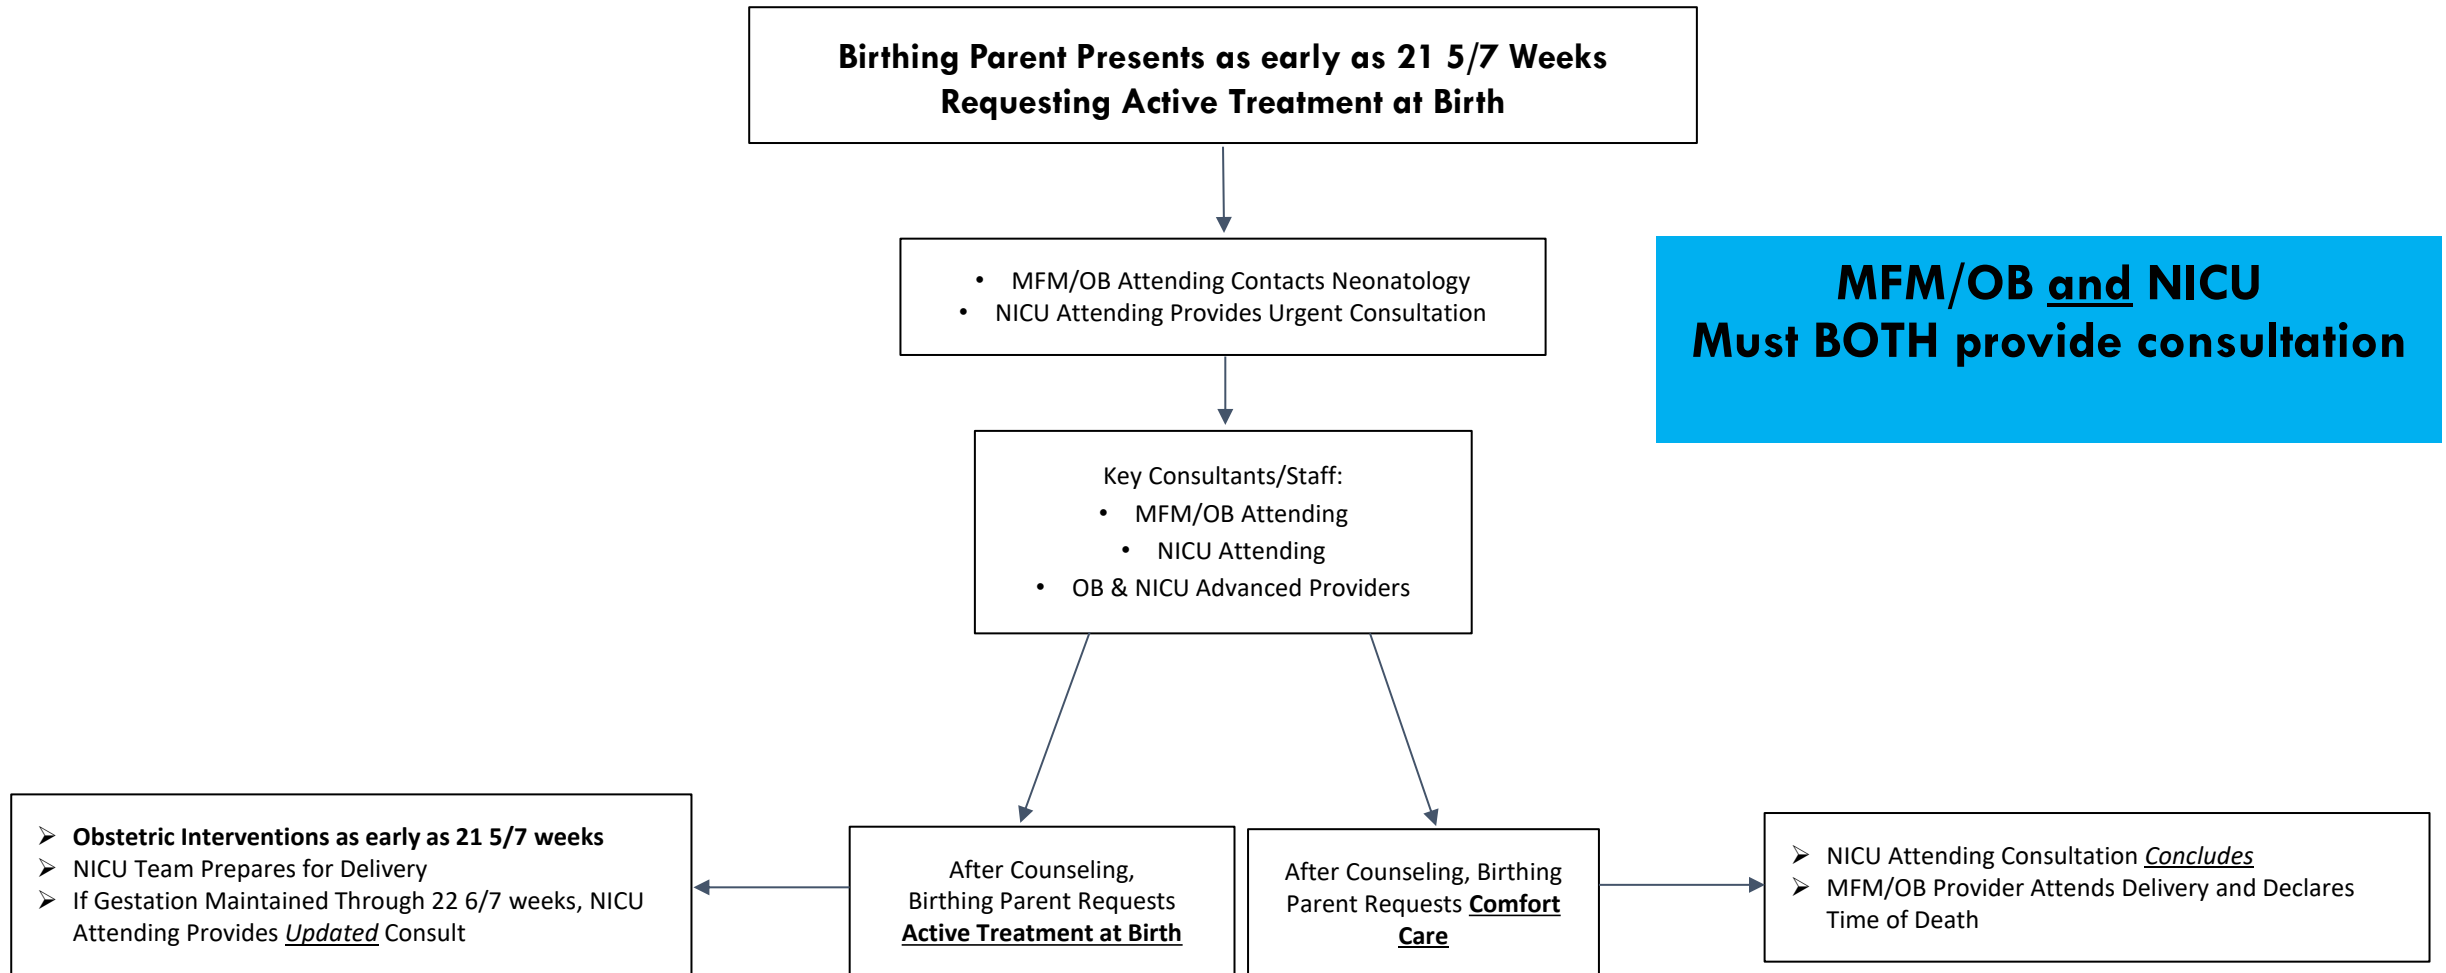 Birthing Parent Presents as early as 21 5/7 Weeks
Requesting Active Treatment at Birth
• MFM/OB Attending Contacts Neonatology
• NICU Attending Provides Urgent Consultation
MFM/OB and NICU
Must BOTH provide consultation
Key Consultants/Staff:
• MFM/OB Attending
• NICU Attending
• OB & NICU Advanced Providers
➢ Obstetric Interventions as early as 21 5/7 weeks
➢ NICU Team Prepares for Delivery
➢ If Gestation Maintained Through 22 6/7 weeks, NICU
Attending Provides Updated Consult
After Counseling,
Birthing Parent Requests
Active Treatment at Birth
After Counseling, Birthing
Parent Requests Comfort
Care
➢ NICU Attending Consultation Concludes
➢ MFM/OB Provider Attends Delivery and Declares
Time of Death